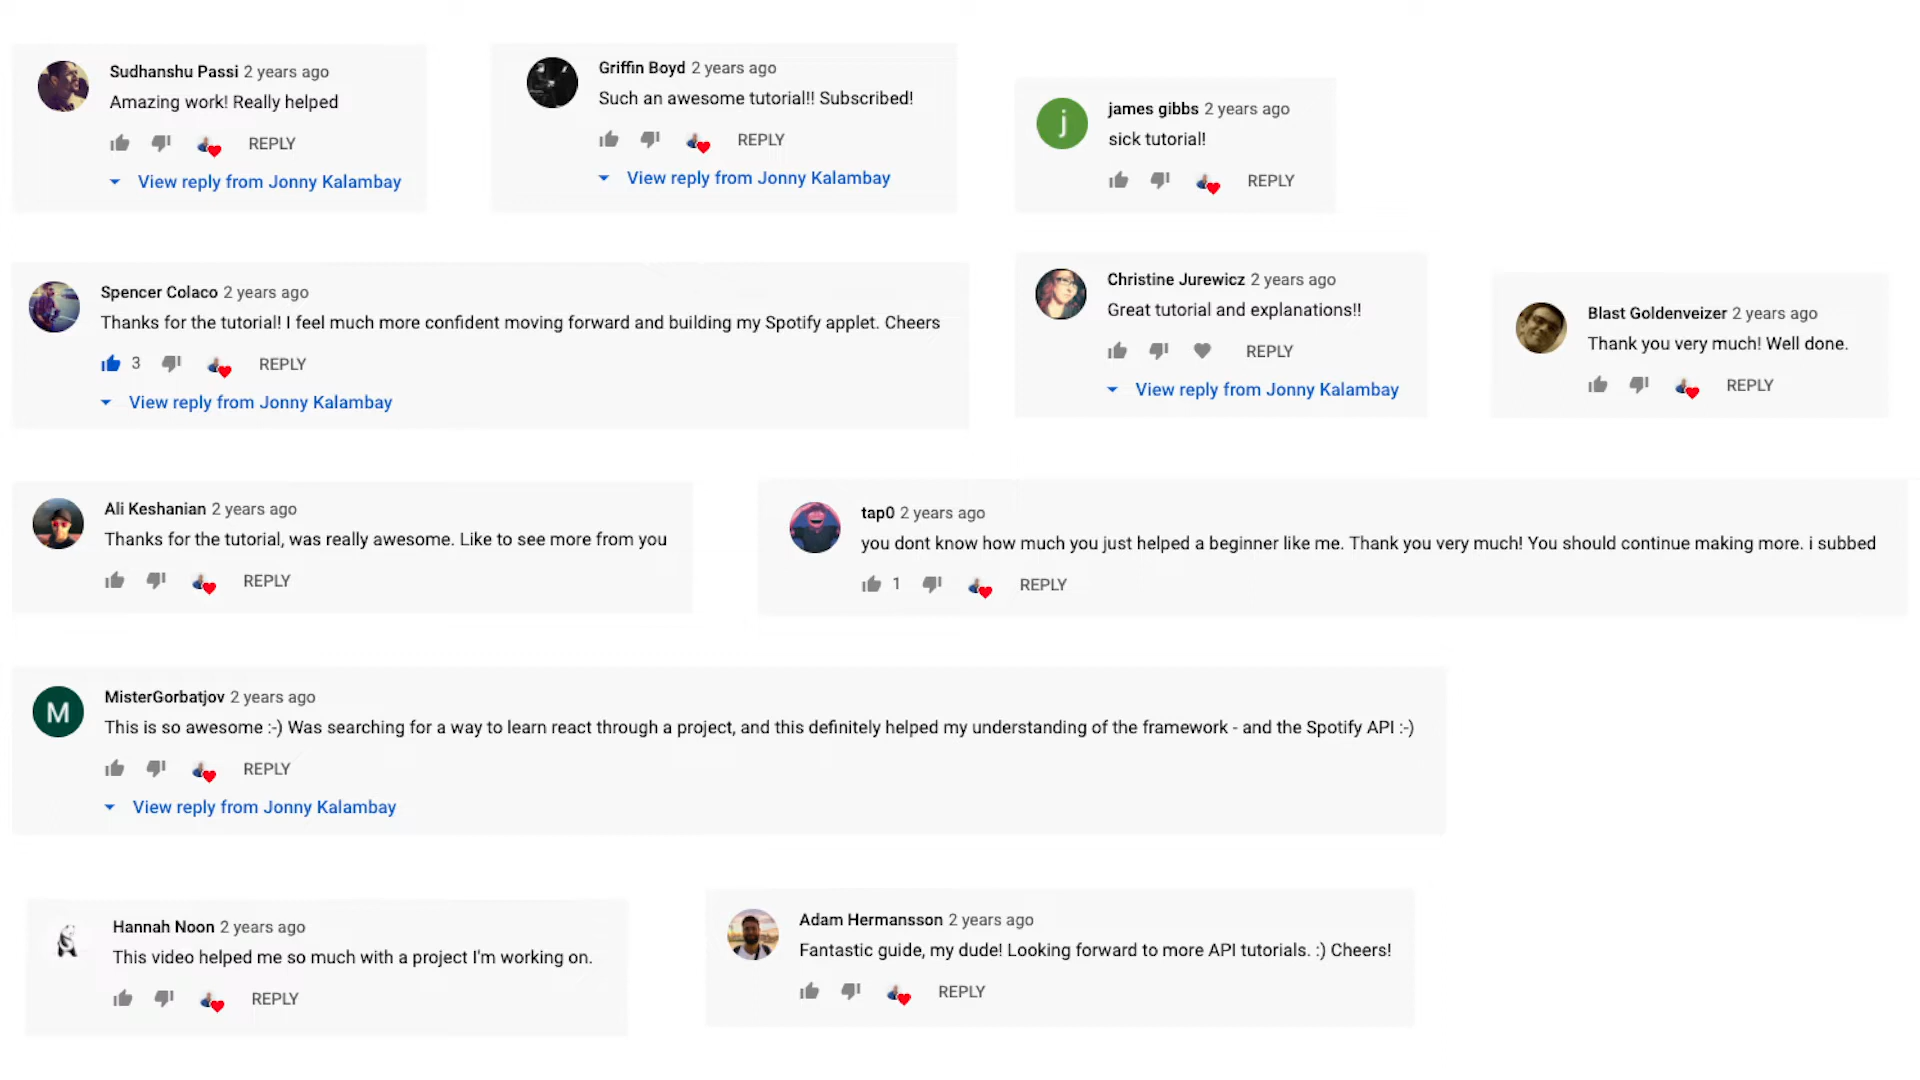 Sudhanshu Passi 2 years ago
Amazing work! Really helped
REPLY
View reply from Jonny Kalambay
Griffin Boyd 2 years ago
Such an awesome tutorial!! Subscribed!
REPLY
View reply from Jonny Kalambay
j
james gibbs 2 years ago
sick tutorial!
REPLY
Spencer Colaco 2 years ago
Thanks for the tutorial! I feel much more confident moving forward and building my Spotify applet. Cheers
3 REPLY
View reply from Jonny Kalambay
Christine Jurewicz 2 years ago
Great tutorial and explanations!!
REPLY
View reply from Jonny Kalambay
Blast Goldenveizer 2 years ago
Thank you very much! Well done.
REPLY
Ali Keshanian 2 years ago
Thanks for the tutorial, was really awesome. Like to see more from you
REPLY
tap0 2 years ago
you dont know how much you just helped a beginner like me. Thank you very much! You should continue making more. i subbed
1 REPLY
M
MisterGorbatjov 2 years ago
This is so awesome :-) Was searching for a way to learn react through a project, and this definitely helped my understanding of the framework - and the Spotify API :-)
REPLY
View reply from Jonny Kalambay
Hannah Noon 2 years ago
This video helped me so much with a project I'm working on.
REPLY
Adam Hermansson 2 years ago
Fantastic guide, my dude! Looking forward to more API tutorials. :) Cheers!
REPLY